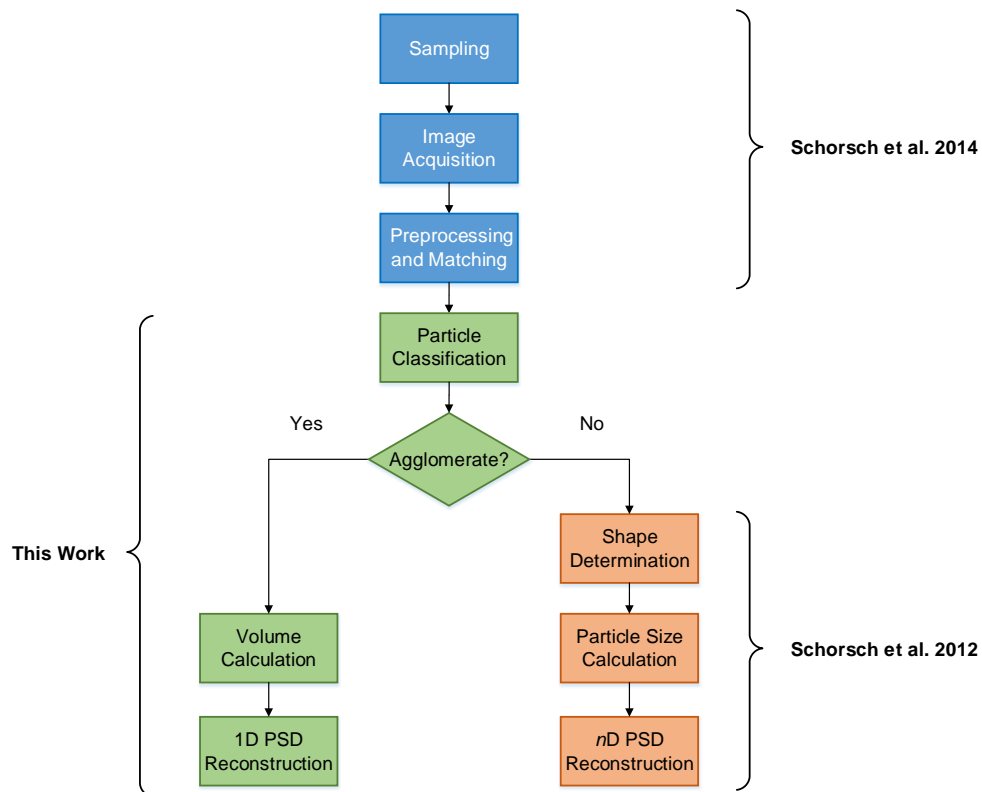 Sampling
Image
Acquisition
Schorsch et al. 2014
Preprocessing
and Matching
Particle
Classification
Yes
No
Agglomerate?
This Work
Shape
Determination
Volume
Calculation
Particle Size
Calculation
Schorsch et al. 2012
1D PSD
Reconstruction
nD PSD
Reconstruction